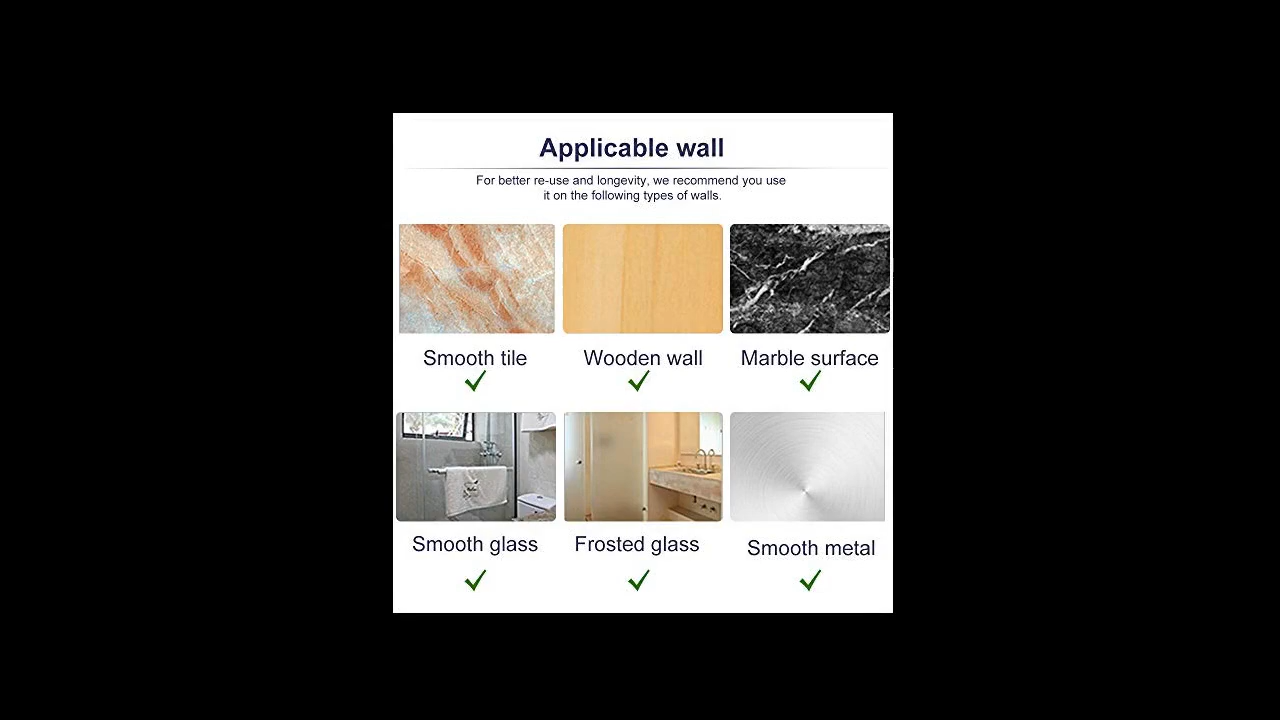 Applicable wall
For better re-use and longevity, we recommend you use
it on the following types of walls.
Smooth tile
Wooden wall
Marble surface
Smooth glass
Frosted glass
Smooth metal